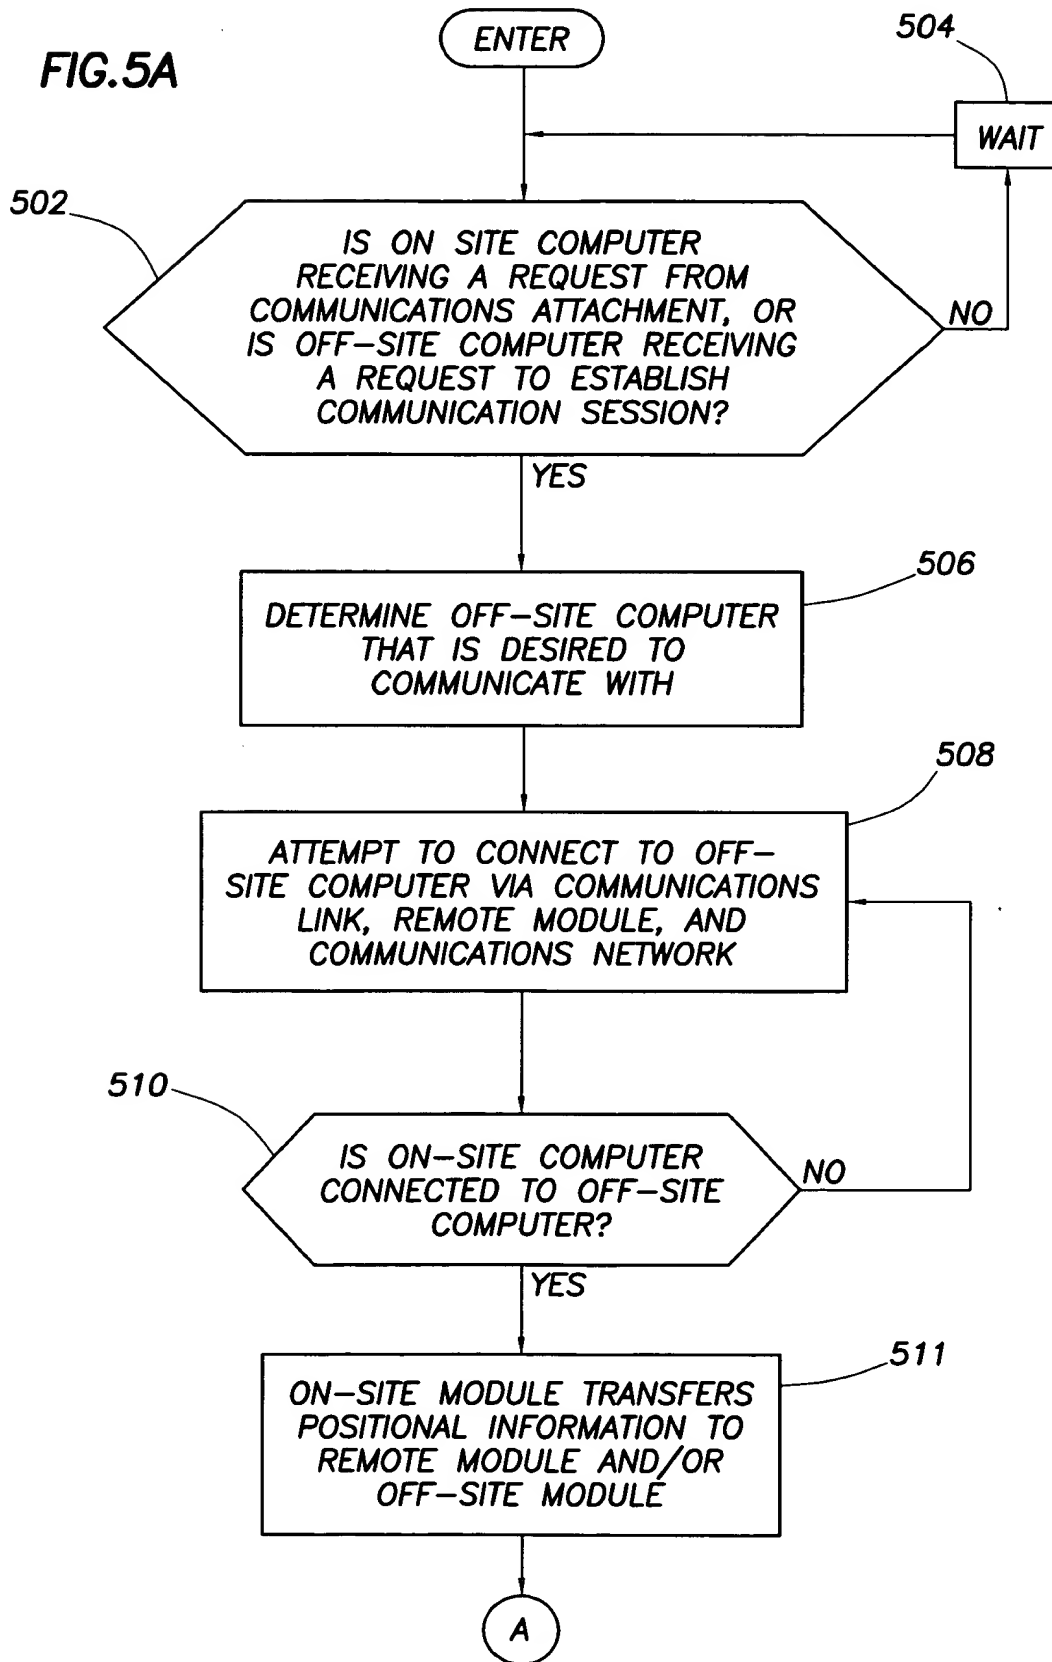 FIG.5A
ENTER
504
WAIT
502
IS ON SITE COMPUTER
RECEIVING A REQUEST FROM
COMMUNICATIONS ATTACHMENT, OR
IS OFF-SITE COMPUTER RECEIVING
A REQUEST TO ESTABLISH
COMMUNICATION SESSION?
NO
YES
506
DETERMINE OFF-SITE COMPUTER
THAT IS DESIRED TO
COMMUNICATE WITH
508
ATTEMPT TO CONNECT TO OFF-
SITE COMPUTER VIA COMMUNICATIONS
LINK, REMOTE MODULE, AND
COMMUNICATIONS NETWORK
510
IS ON-SITE COMPUTER
CONNECTED TO OFF-SITE
COMPUTER?
NO
YES
511
ON-SITE MODULE TRANSFERS
POSITIONAL INFORMATION TO
REMOTE MODULE AND/OR
OFF-SITE MODULE
A